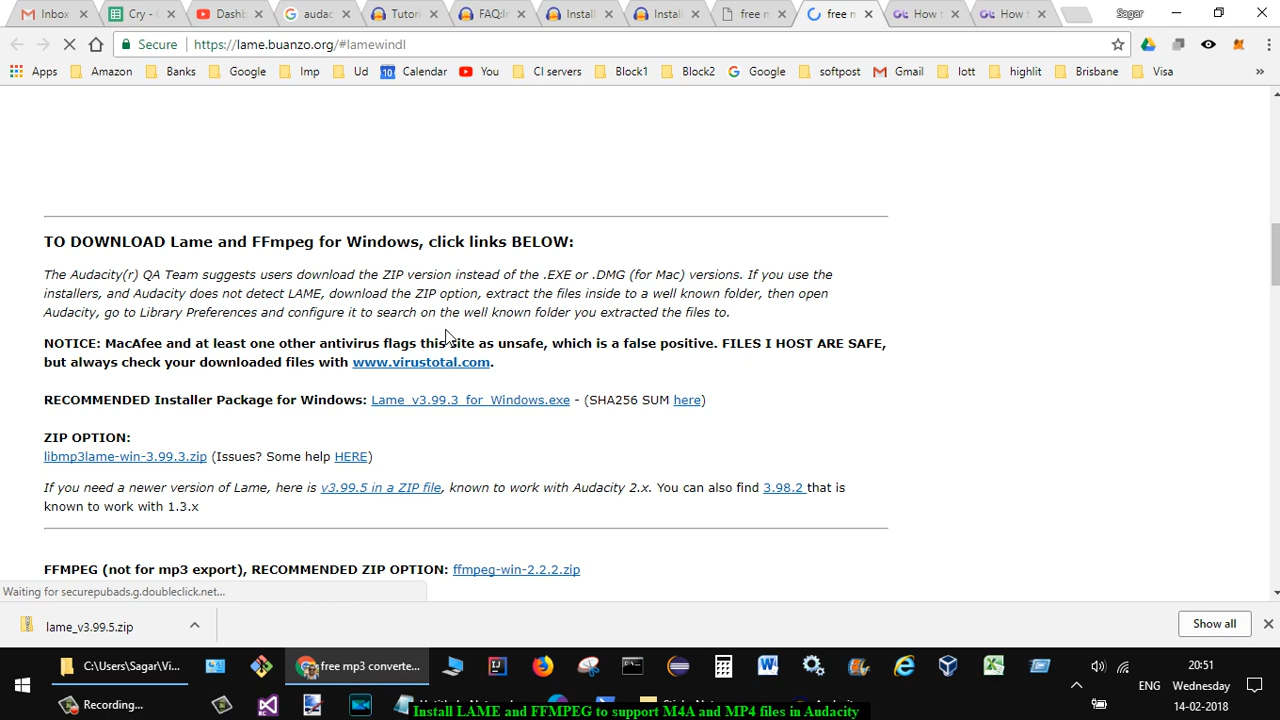 Inbox
Cry -
Dashb
audac
Tutori
FAQ:In
Install
Install
free m
free m
How t
How t
Sagar
Secure
https://lame.buanzo.org/#lamewindl
Apps
Amazon
Banks
Google
Imp
Ud
10
Calendar
You
CI servers
Block1
Block2
Google
softpost
Gmail
lott
highlit
Brisbane
Visa
»
TO DOWNLOAD Lame and FFmpeg for Windows, click links BELOW:
The Audacity(r) QA Team suggests users download the ZIP version instead of the .EXE or .DMG (for Mac) versions. If you use the
installers, and Audacity does not detect LAME, download the ZIP option, extract the files inside to a well known folder, then open
Audacity, go to Library Preferences and configure it to search on the well known folder you extracted the files to.
NOTICE: McAfee and at least one other antivirus flags this site as unsafe, which is a false positive. FILES I HOST ARE SAFE,
but always check your downloaded files with www.virustotal.com.
RECOMMENDED Installer Package for Windows: Lame_v3.99.3_for_Windows.exe - (SHA256 SUM here)
ZIP OPTION:
libmp3lame-win-3.99.3.zip (Issues? Some help HERE)
If you need a newer version of Lame, here is v3.99.5 in a ZIP file, known to work with Audacity 2.x. You can also find 3.98.2 that is
known to work with 1.3.x
FFMPEG (not for mp3 export), RECOMMENDED ZIP OPTION: ffmpeg-win-2.2.2.zip
Waiting for securepubads.g.doubleclick.net...
lame_v3.99.5.zip
Show all
C:\Users\Sagar\Vi...
free mp3 converte...
20:51
ENG
Wednesday
Recording...
14-02-2018
Install LAME and FFMPEG to support M4A and MP4 files in Audacity